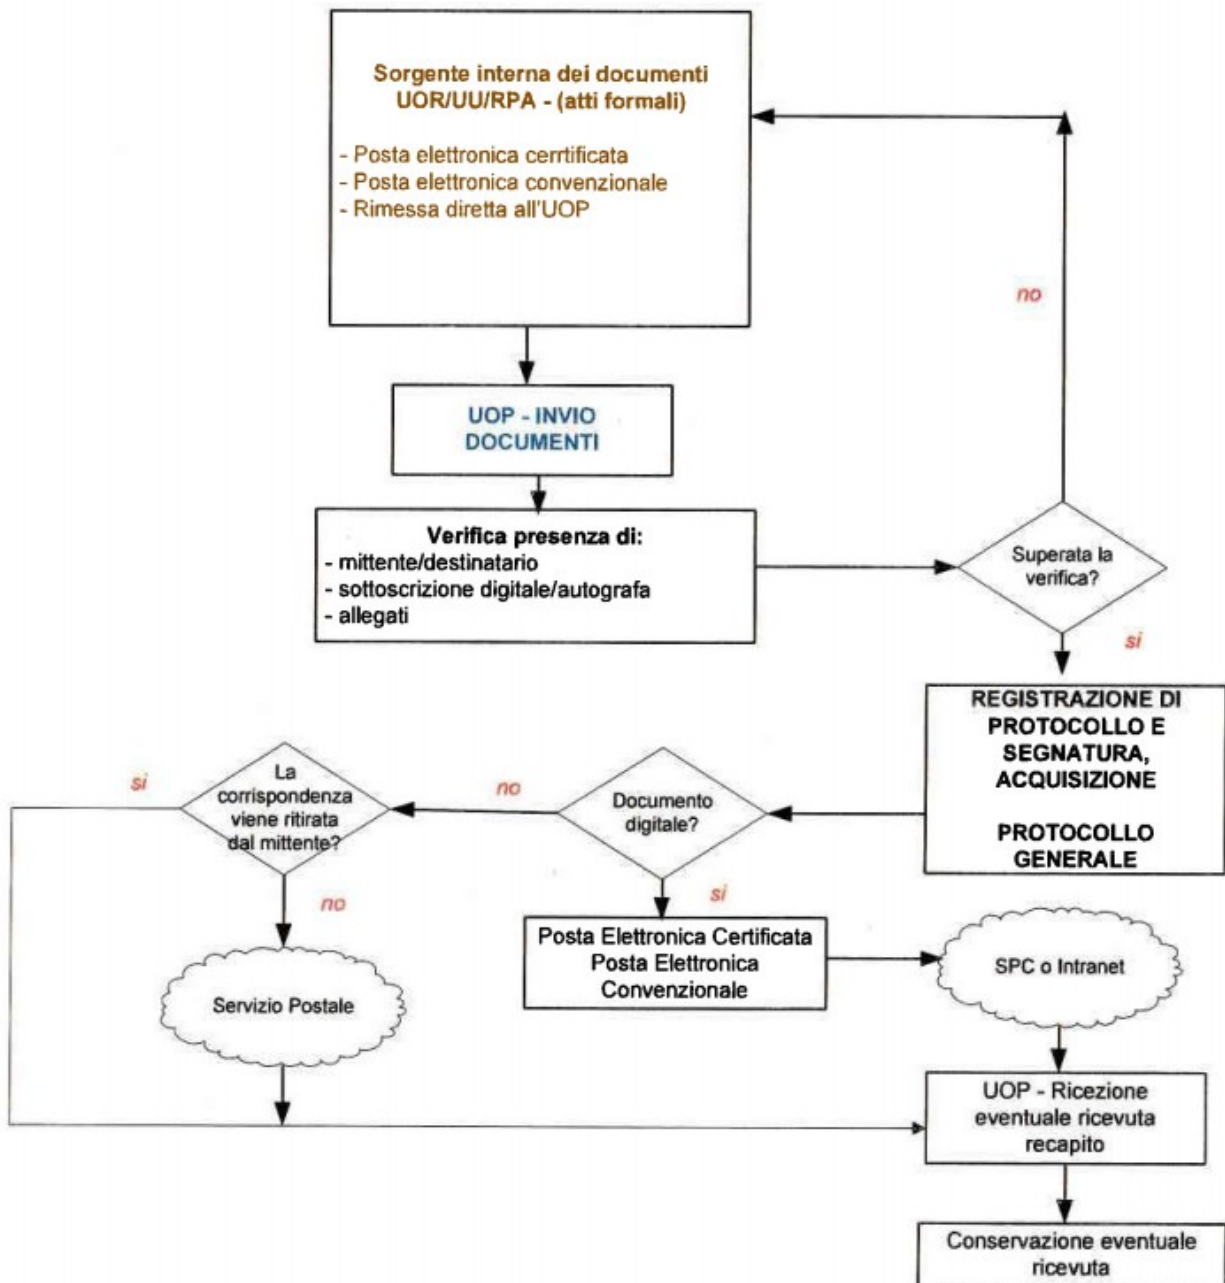 Sorgente interna dei documenti
UOR/UU/RPA - (atti formali)
- Posta elettronica cerrtificata
- Posta elettronica convenzionale
- Rimessa diretta all'UOP
no
UOP - INVIO
DOCUMENTI
Verifica presenza di:
- mittente/destinatario
- sottoscrizione digitale/autografa
- allegati
Superata la
verifica?
si
REGISTRAZIONE DI
PROTOCOLLO E
SEGNATURA,
ACQUISIZIONE
PROTOCOLLO
GENERALE
Documento
digitale?
no
La
corrispondenza
viene ritirata
dal mittente?
si
no
Servizio Postale
si
Posta Elettronica Certificata
Posta Elettronica
Convenzionale
SPC o Intranet
UOP - Ricezione
eventuale ricevuta
recapito
Conservazione eventuale
ricevuta